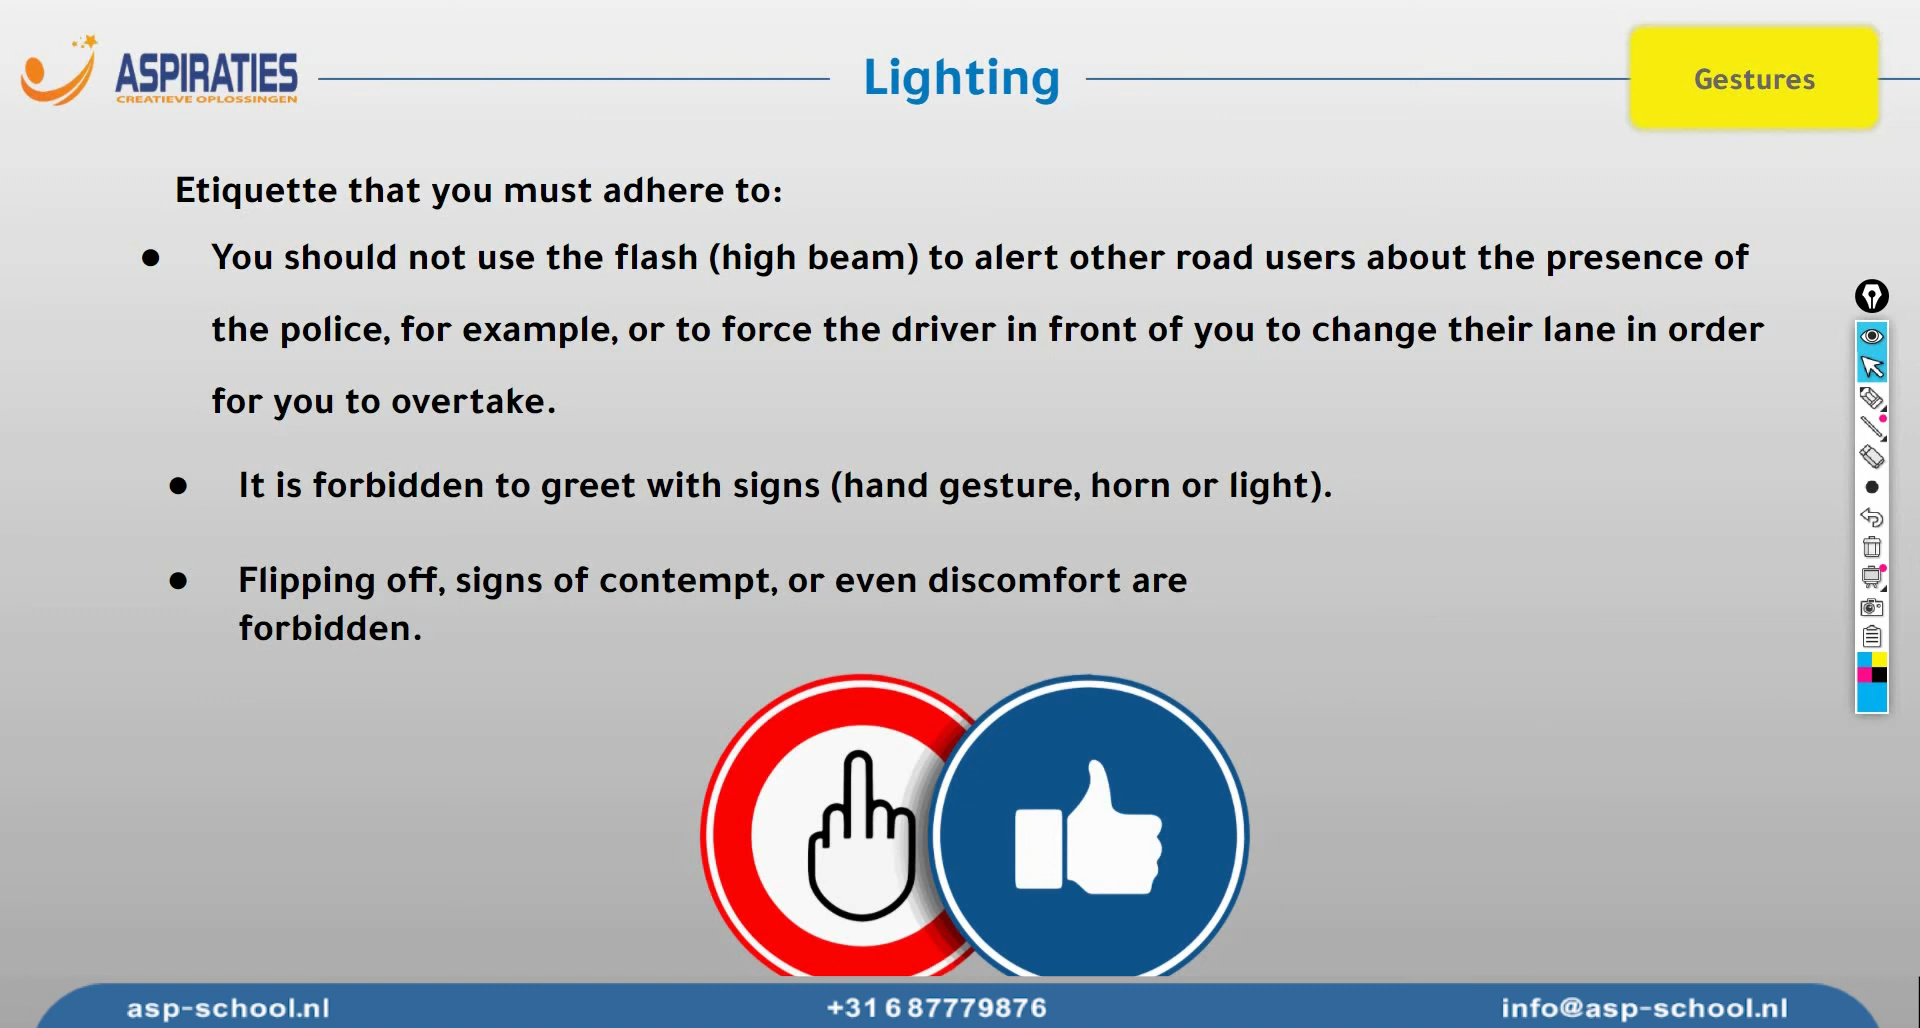 ASPIRATIES
CREATIEVE OPLOSSINGEN
Lighting
Gestures
Etiquette that you must adhere to:
● You should not use the flash (high beam) to alert other road users about the presence of
the police, for example, or to force the driver in front of you to change their lane in order
for you to overtake.
● It is forbidden to greet with signs (hand gesture, horn or light).
● Flipping off, signs of contempt, or even discomfort are
forbidden.
asp-school.nl
+31 6 87779876
info@asp-school.nl